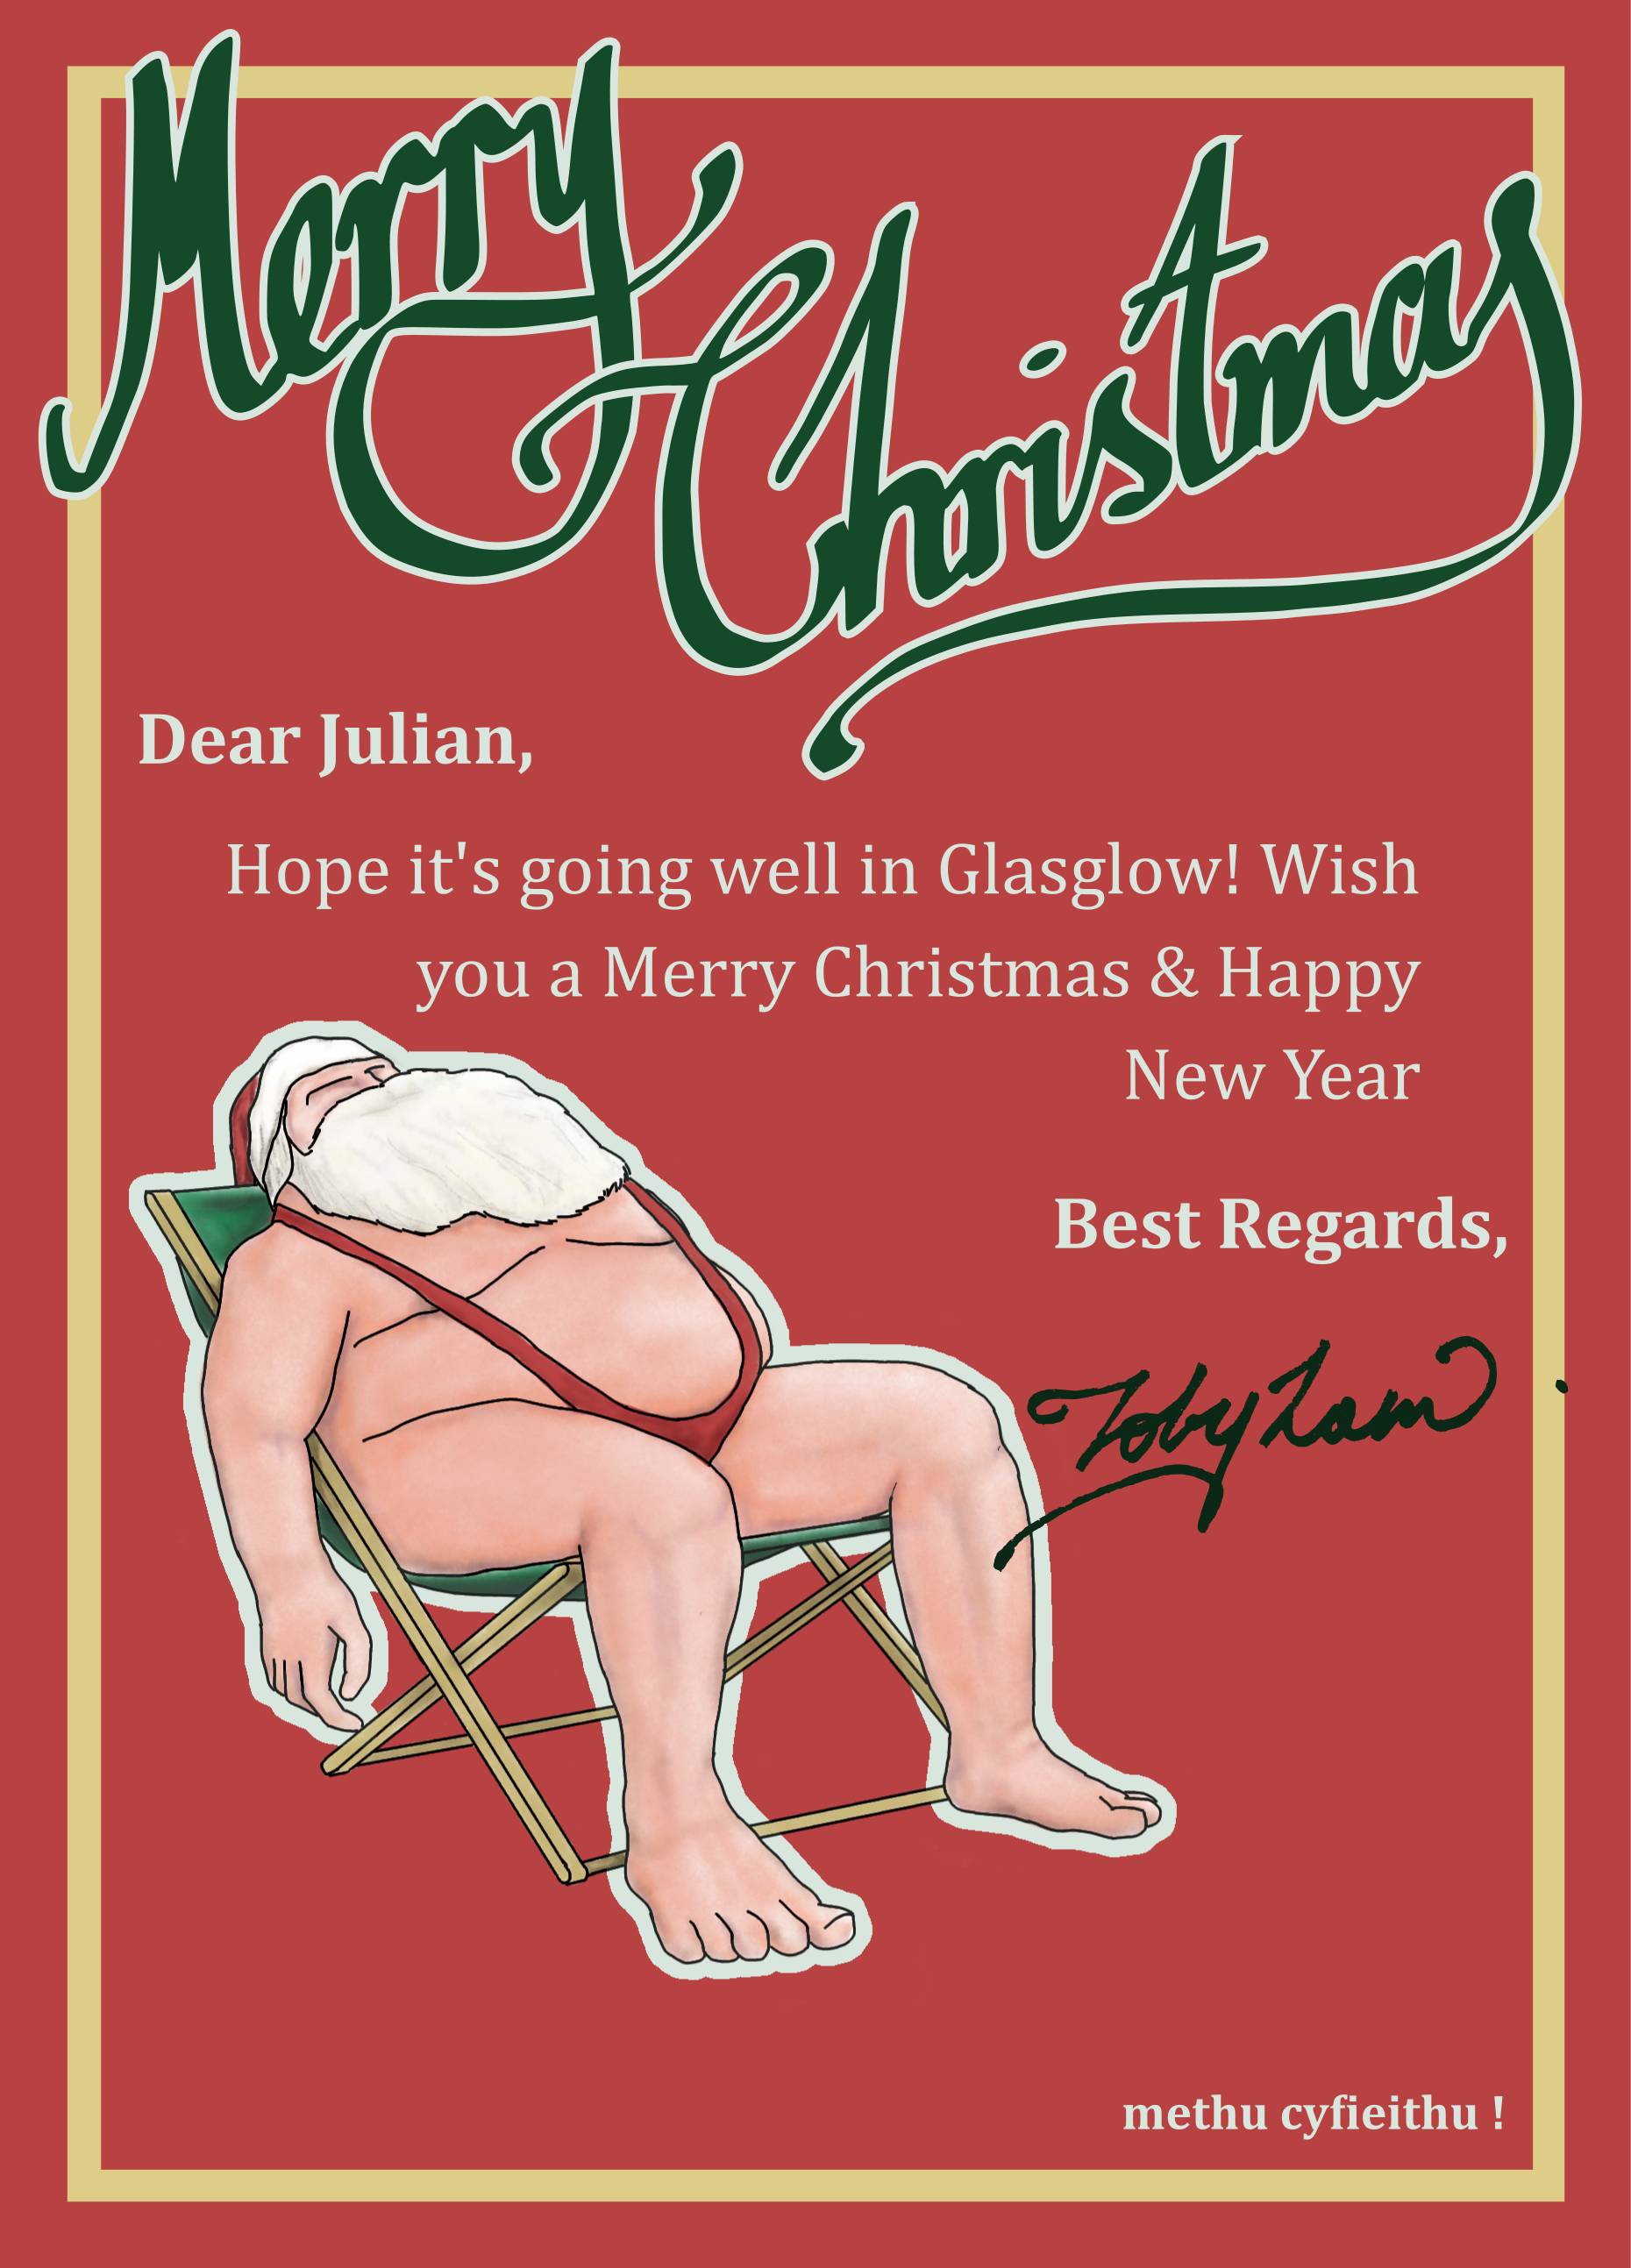 Merry
Christmas
Dear Julian,
Hope it's going well in Glasglow! Wish
you a Merry Christmas & Happy
New Year
Best Regards,
Toby Lam
methu cyfieithu !